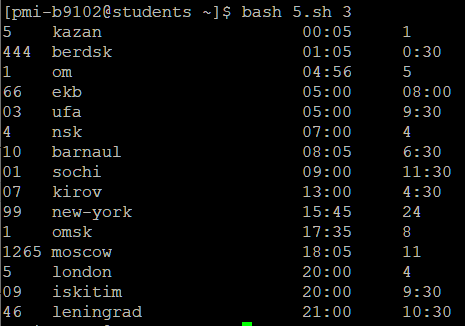 [pmi-b9102@students ~]$ bash 5.sh 3
5 kazan 00:05 1
444 berdsk 01:05 0:30
1 om 04:56 5
66 ekb 05:00 08:00
03 ufa 05:00 9:30
4 nsk 07:00 4
10 barnaul 08:05 6:30
01 sochi 09:00 11:30
07 kirov 13:00 4:30
99 new-york 15:45 24
1 omsk 17:35 8
1265 moscow 18:05 11
5 london 20:00 4
09 iskitim 20:00 9:30
46 leningrad 21:00 10:30